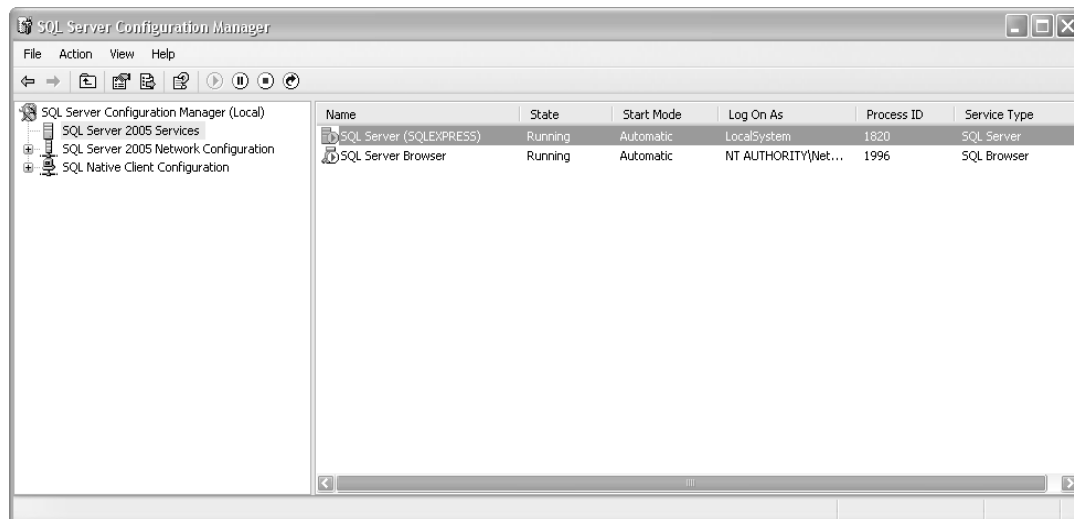 SQL Server Configuration Manager
File Action View Help
SQL Server Configuration Manager (Local)
SQL Server 2005 Services
SQL Server 2005 Network Configuration
SQL Native Client Configuration
Name State Start Mode Log On As Process ID Service Type
SQL Server (SQLEXPRESS) Running Automatic LocalSystem 1820 SQL Server
SQL Server Browser Running Automatic NT AUTHORITY\Net... 1996 SQL Browser